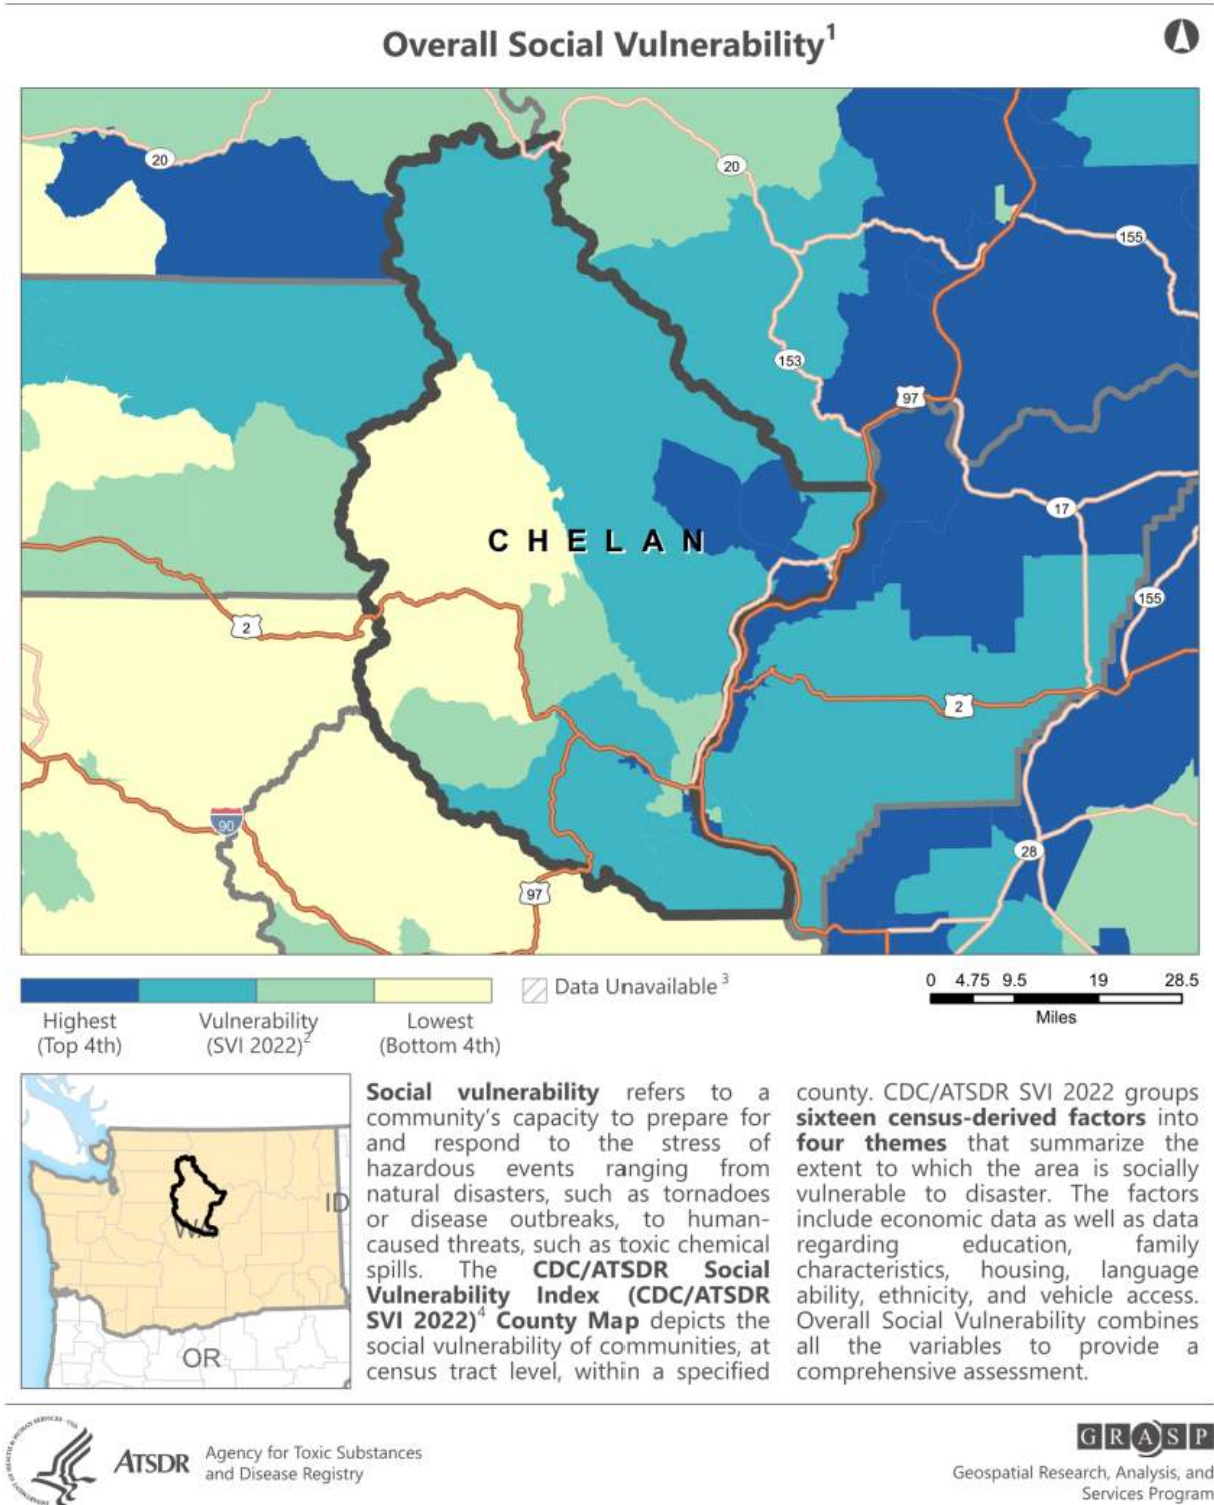 Overall Social Vulnerability¹
20
20
155
153
97
17
155
CHELAN
2
2
90
28
97
Data Unavailable³
0 4.75 9.5 19 28.5
Miles
Highest
(Top 4th)
Vulnerability
(SVI 2022)²
Lowest
(Bottom 4th)
ID
WA
OR
Social vulnerability refers to a
community's capacity to prepare for
and respond to the stress of
hazardous events ranging from
natural disasters, such as tornadoes
or disease outbreaks, to human-
caused threats, such as toxic chemical
spills. The CDC/ATSDR Social
Vulnerability Index (CDC/ATSDR
SVI 2022)⁴ County Map depicts the
social vulnerability of communities, at
census tract level, within a specified
county. CDC/ATSDR SVI 2022 groups
sixteen census-derived factors into
four themes that summarize the
extent to which the area is socially
vulnerable to disaster. The factors
include economic data as well as data
regarding education, family
characteristics, housing, language
ability, ethnicity, and vehicle access.
Overall Social Vulnerability combines
all the variables to provide a
comprehensive assessment.
ATSDR
Agency for Toxic Substances
and Disease Registry
GRASP
Geospatial Research, Analysis, and
Services Program